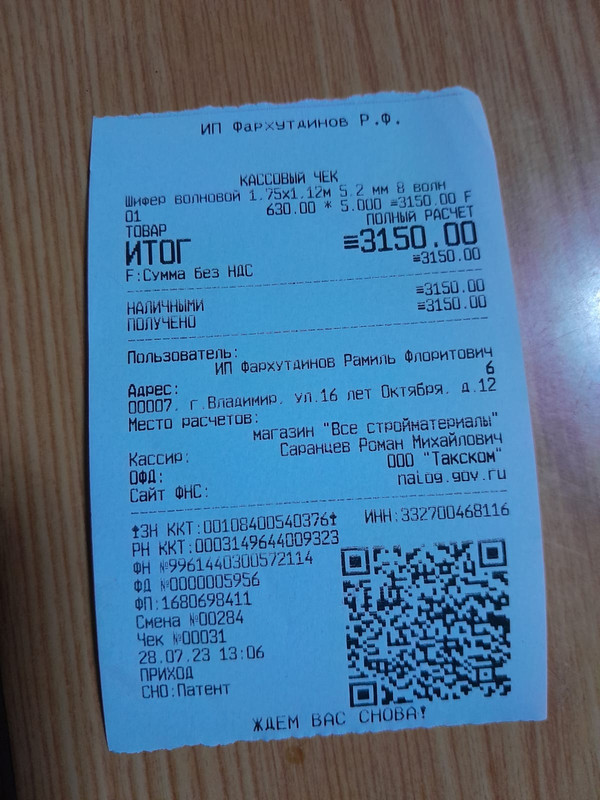 ИП Фархутдинов Р.Ф.
КАССОВЫЙ ЧЕК
Шифер волновой 1.75х1.12м 5.2 мм 8 волн
01 630.00 * 5.000 ≡3150.00 F
ТОВАР ПОЛНЫЙ РАСЧЕТ
ИТОГ ≡3150.00
F:Сумма без НДС ≡3150.00
НАЛИЧНЫМИ ≡3150.00
ПОЛУЧЕНО ≡3150.00
Пользователь:
ИП Фархутдинов Рамиль Флоритович
6
Адрес:
00007, г.Владимир, ул.16 лет Октября, д.12
Место расчетов:
магазин "Все стройматериалы"
Кассир: Саранцев Роман Михайлович
ОФД: ООО "Такском"
Сайт ФНС: nalog.gov.ru
ЗН ККТ:00108400540376 ИНН:332700468116
РН ККТ:0003149644009323
ФН №9961440300572114
ФД №0000005956
ФП:1680698411
Смена №00284
Чек №00031
28.07.23 13:06
ПРИХОД
СНО:Патент
ЖДЕМ ВАС СНОВА!